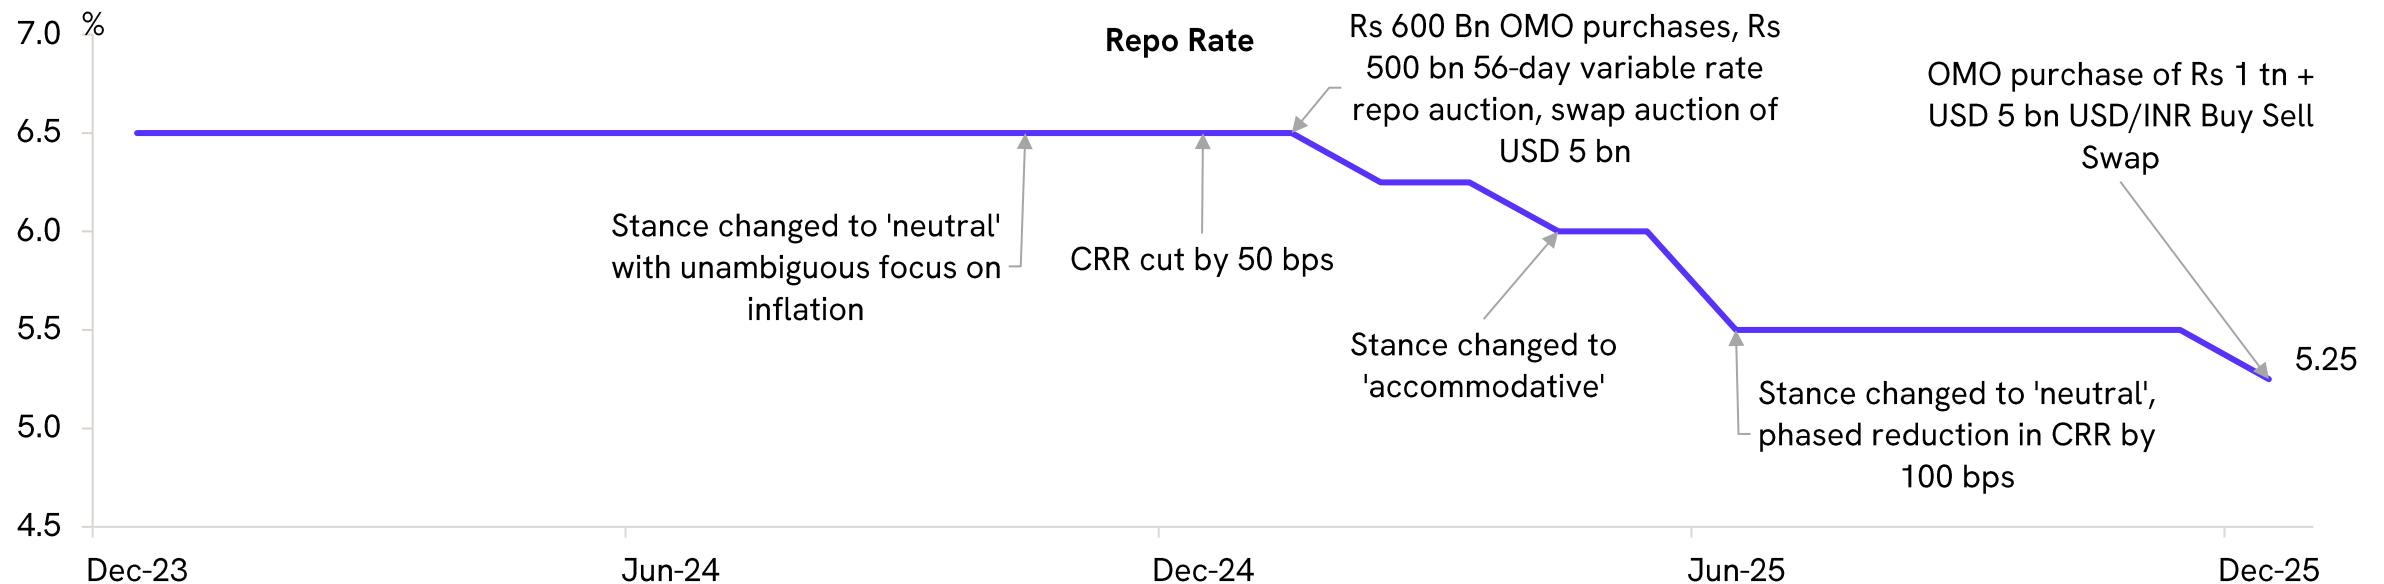 Repo Rate
%
7.0
6.5
6.0
5.5
5.0
4.5
Stance changed to 'neutral'
with unambiguous focus on
inflation
CRR cut by 50 bps
Rs 600 Bn OMO purchases, Rs
500 bn 56-day variable rate
repo auction, swap auction of
USD 5 bn
Stance changed to
'accommodative'
Stance changed to 'neutral',
phased reduction in CRR by
100 bps
OMO purchase of Rs 1 tn +
USD 5 bn USD/INR Buy Sell
Swap
5.25
Dec-23
Jun-24
Dec-24
Jun-25
Dec-25